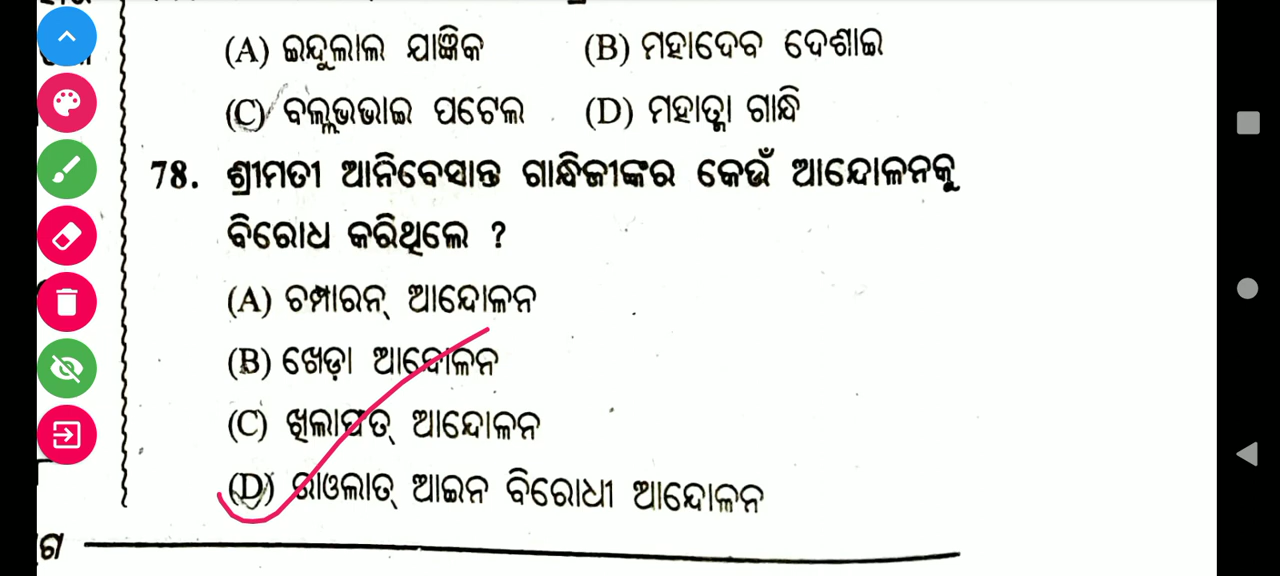 (A) ଇନ୍ଦୁଲାଲ ଯାଜ୍ଞିକ (B) ମହାଦେବ ଦେଶାଇ
(C) ବଲ୍ଲଭଭାଇ ପଟେଲ (D) ମହାତ୍ମା ଗାନ୍ଧି
78. ଶ୍ରୀମତୀ ଆନିବେସାନ୍ତ ଗାନ୍ଧିଜୀଙ୍କର କେଉଁ ଆନ୍ଦୋଳନକୁ
ବିରୋଧ କରିଥିଲେ ?
(A) ଚମ୍ପାରନ୍ ଆନ୍ଦୋଳନ
(B) ଖେଡ଼ା ଆନ୍ଦୋଳନ
(C) ଖିଲାଫତ୍ ଆନ୍ଦୋଳନ
(D) ରାଓଲାତ୍ ଆଇନ ବିରୋଧୀ ଆନ୍ଦୋଳନ